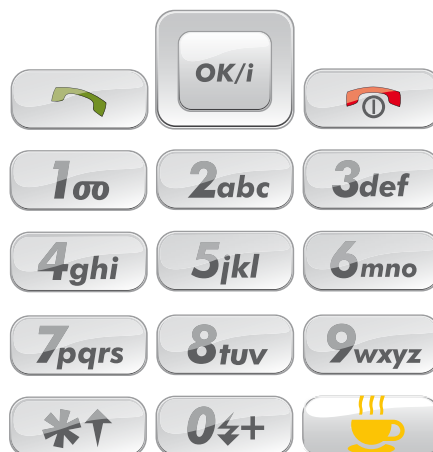 OK/i
1 2abc 3def
4ghi 5jkl 6mno
7pqrs 8tuv 9wxyz
* 0+